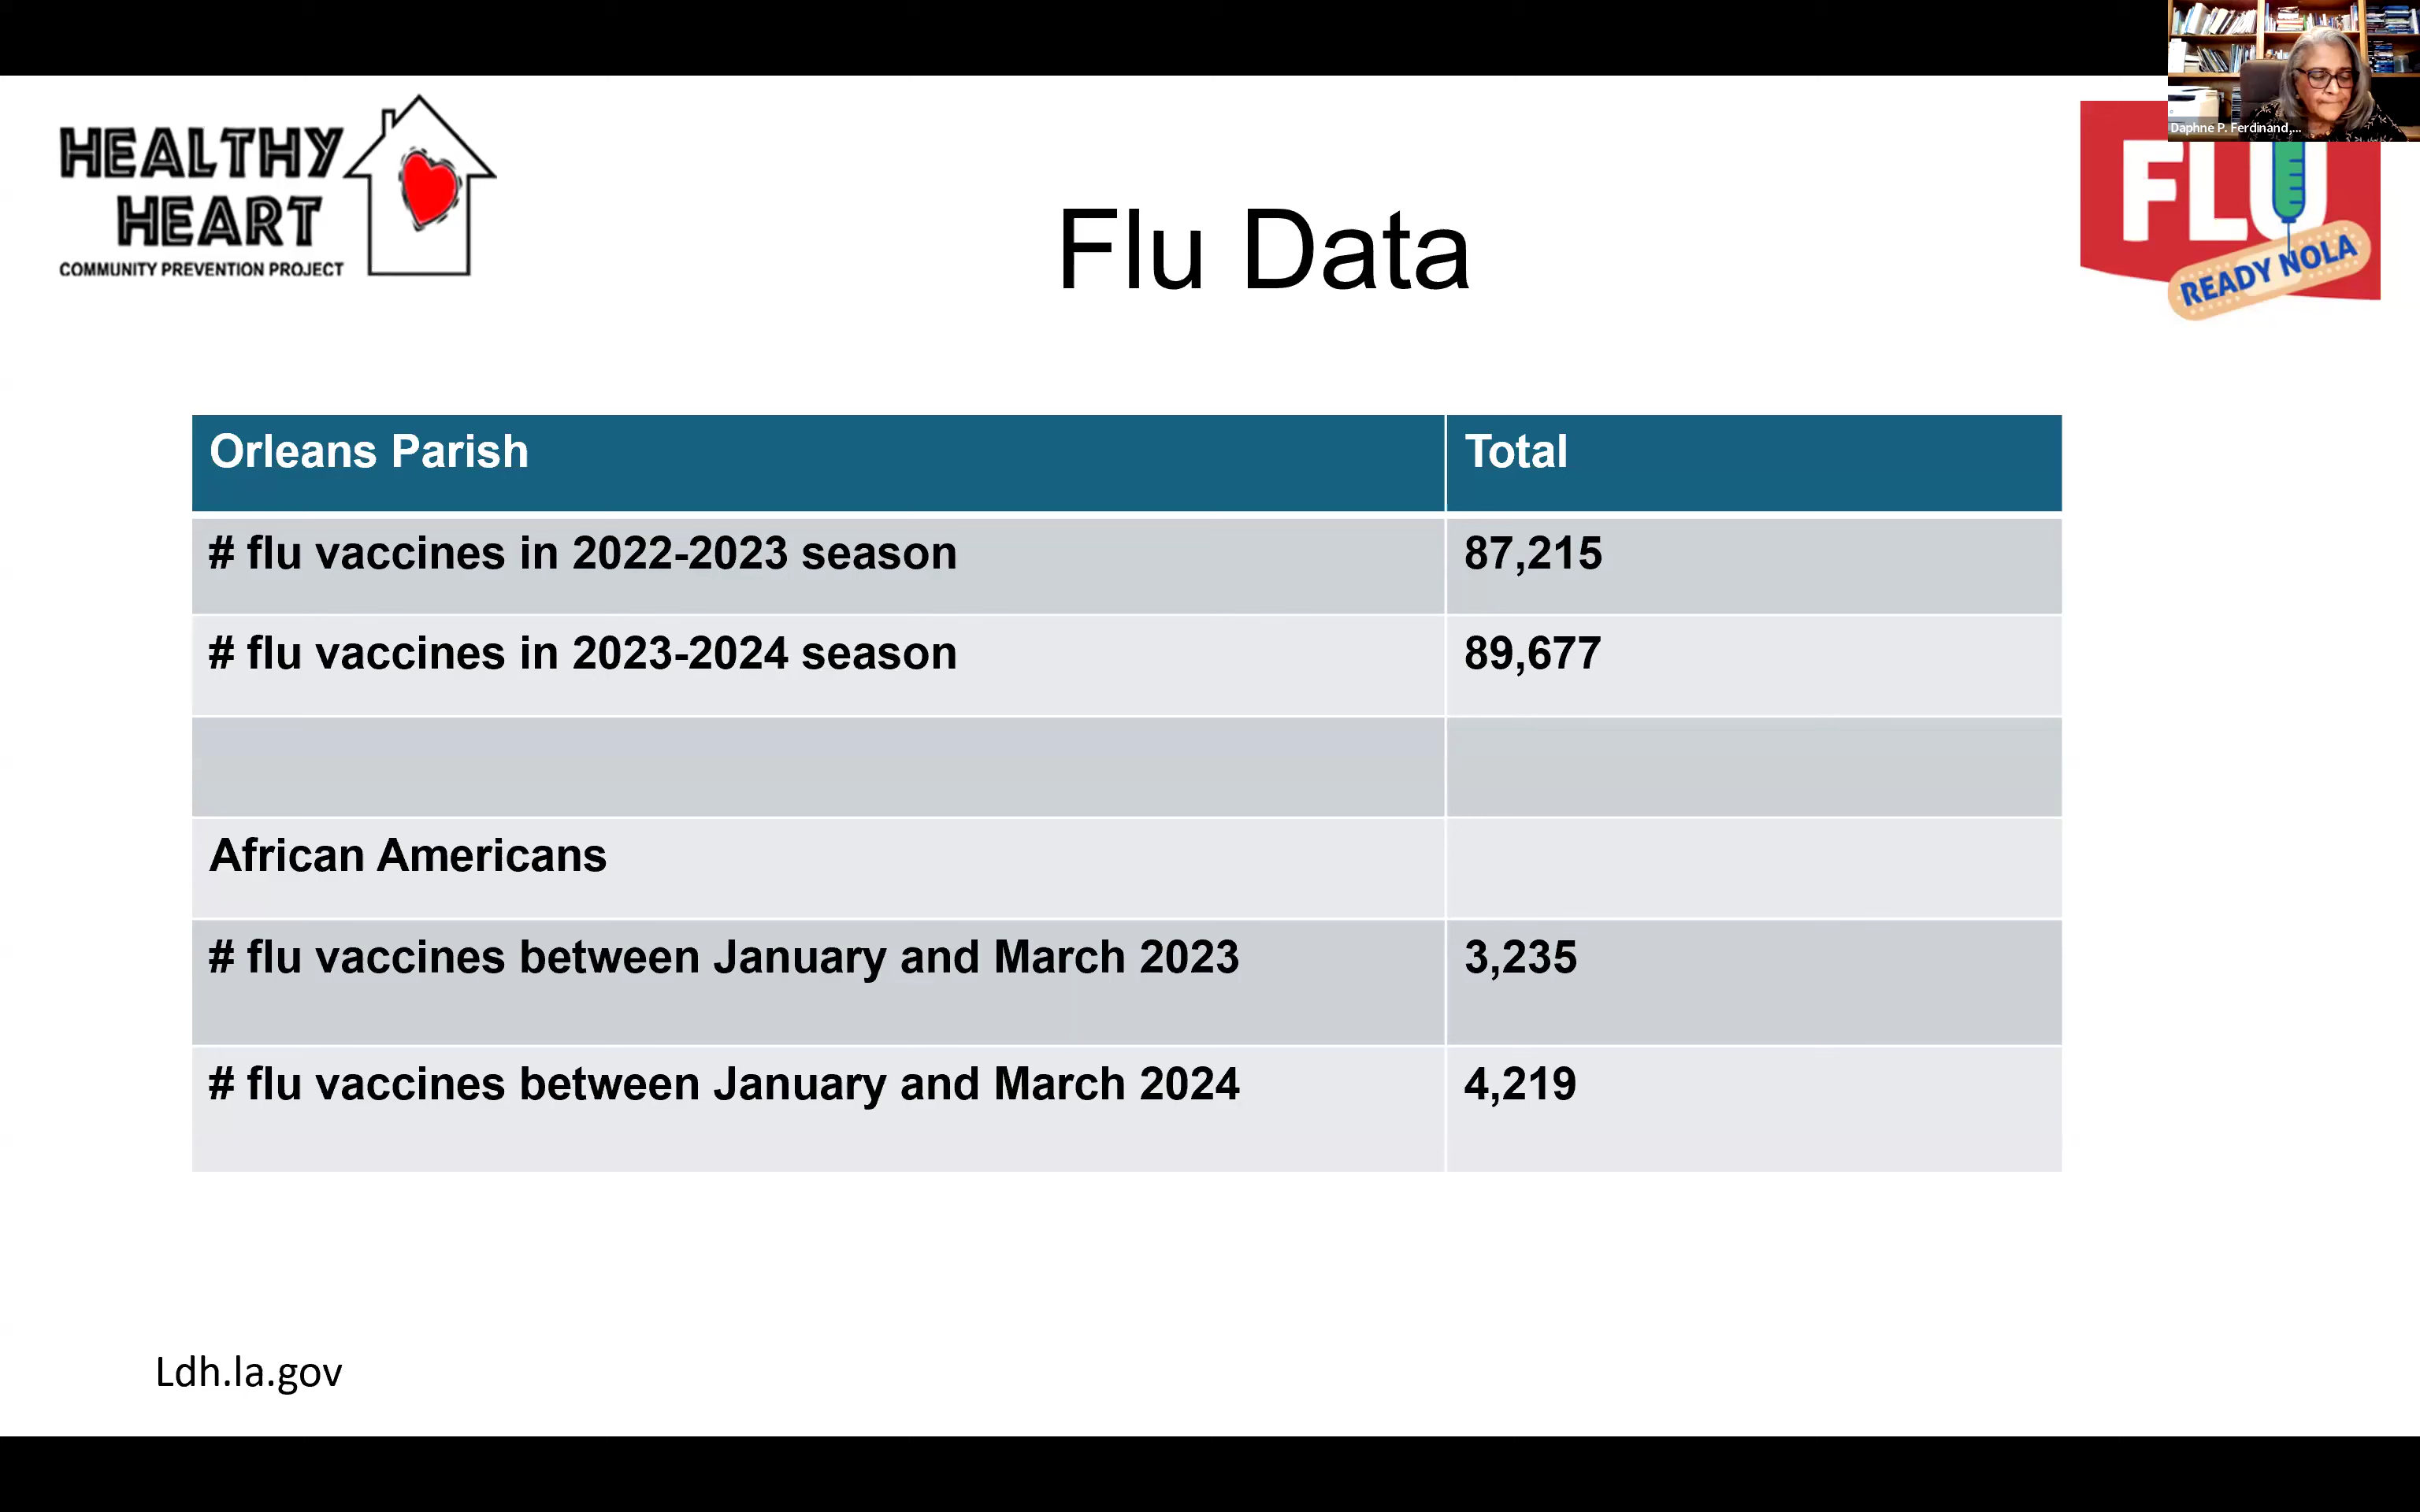 Daphne P. Ferdinand,...
HEALTHY
HEART
COMMUNITY PREVENTION PROJECT
FLU
READY NOLA
Flu Data
Orleans Parish Total
# flu vaccines in 2022-2023 season 87,215
# flu vaccines in 2023-2024 season 89,677
African Americans
# flu vaccines between January and March 2023 3,235
# flu vaccines between January and March 2024 4,219
Ldh.la.gov